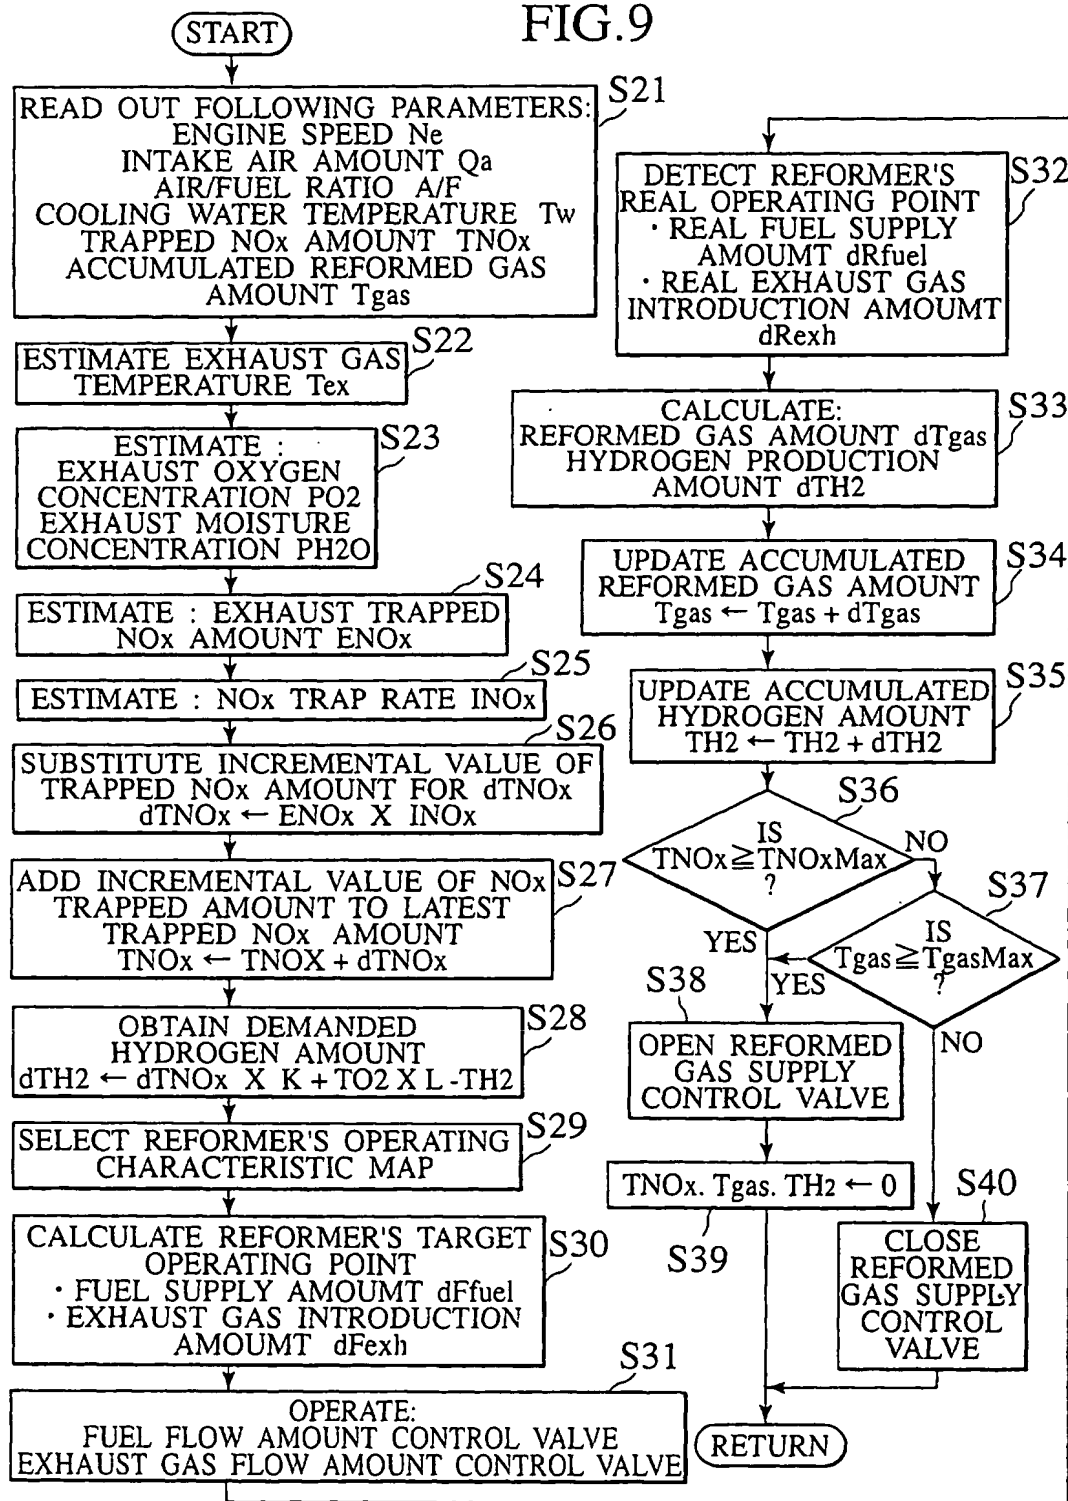 FIG.9
START
S21
READ OUT FOLLOWING PARAMETERS:
ENGINE SPEED Ne
INTAKE AIR AMOUNT Qa
AIR/FUEL RATIO A/F
COOLING WATER TEMPERATURE Tw
TRAPPED NOx AMOUNT TNOx
ACCUMULATED REFORMED GAS
AMOUNT Tgas
S22
ESTIMATE EXHAUST GAS
TEMPERATURE Tex
S23
ESTIMATE :
EXHAUST OXYGEN
CONCENTRATION PO2
EXHAUST MOISTURE
CONCENTRATION PH2O
S24
ESTIMATE : EXHAUST TRAPPED
NOx AMOUNT ENOx
S25
ESTIMATE : NOx TRAP RATE INOx
S26
SUBSTITUTE INCREMENTAL VALUE OF
TRAPPED NOx AMOUNT FOR dTNOx
dTNOx ← ENOx X INOx
S27
ADD INCREMENTAL VALUE OF NOx
TRAPPED AMOUNT TO LATEST
TRAPPED NOx AMOUNT
TNOx ← TNOX + dTNOx
S28
OBTAIN DEMANDED
HYDROGEN AMOUNT
dTH2 ← dTNOx X K + TO2 X L -TH2
S29
SELECT REFORMER'S OPERATING
CHARACTERISTIC MAP
S30
CALCULATE REFORMER'S TARGET
OPERATING POINT
· FUEL SUPPLY AMOUMT dFfuel
· EXHAUST GAS INTRODUCTION
AMOUMT dFexh
S31
OPERATE:
FUEL FLOW AMOUNT CONTROL VALVE
EXHAUST GAS FLOW AMOUNT CONTROL VALVE
S32
DETECT REFORMER'S
REAL OPERATING POINT
· REAL FUEL SUPPLY
AMOUMT dRfuel
· REAL EXHAUST GAS
INTRODUCTION AMOUMT
dRexh
S33
CALCULATE:
REFORMED GAS AMOUNT dTgas
HYDROGEN PRODUCTION
AMOUNT dTH2
S34
UPDATE ACCUMULATED
REFORMED GAS AMOUNT
Tgas ← Tgas + dTgas
S35
UPDATE ACCUMULATED
HYDROGEN AMOUNT
TH2 ← TH2 + dTH2
S36
IS
TNOx≧TNOxMax
?
NO
YES
S37
IS
Tgas≧TgasMax
?
YES
NO
S38
OPEN REFORMED
GAS SUPPLY
CONTROL VALVE
TNOx. Tgas. TH2 ← 0
S39
S40
CLOSE
REFORMED
GAS SUPPLY
CONTROL
VALVE
RETURN